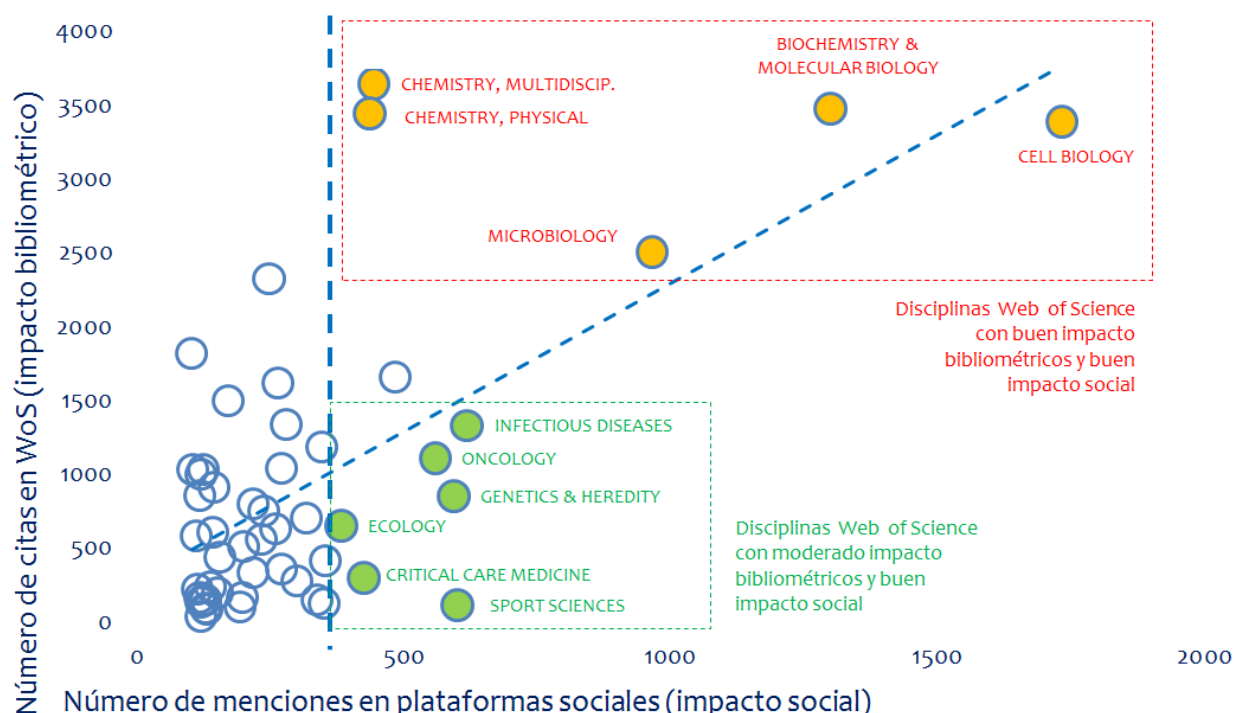 Número de citas en WoS (impacto bibliométrico)
4000
3500
3000
2500
2000
1500
1000
500
0
BIOCHEMISTRY &
MOLECULAR BIOLOGY
CHEMISTRY, MULTIDISCIP.
CHEMISTRY, PHYSICAL
CELL BIOLOGY
MICROBIOLOGY
Disciplinas Web of Science
con buen impacto
bibliométricos y buen
impacto social
INFECTIOUS DISEASES
ONCOLOGY
GENETICS & HEREDITY
ECOLOGY
CRITICAL CARE MEDICINE
SPORT SCIENCES
Disciplinas Web of Science
con moderado impacto
bibliométricos y buen
impacto social
0
500
1000
1500
2000
Número de menciones en plataformas sociales (impacto social)